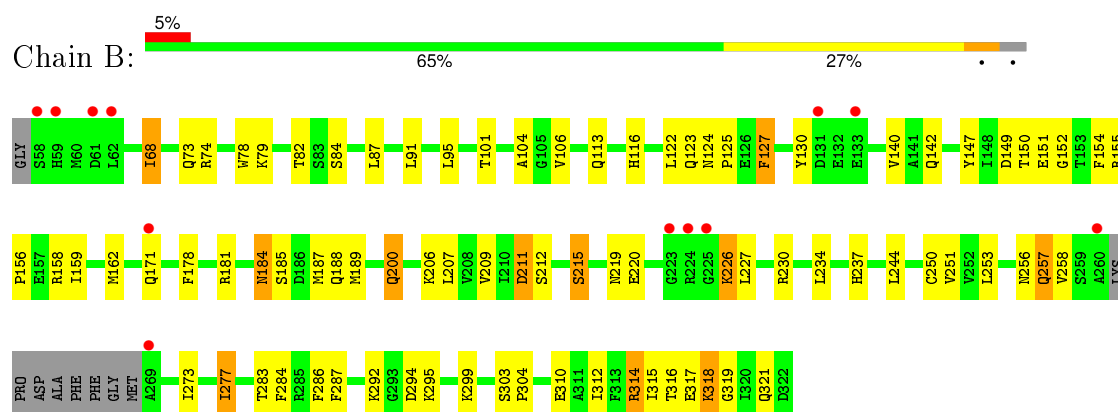 5%
Chain B:
65% 27% • •
GLY S58 H59 M60 D61 L62 I68 Q73 R74 W78 K79 T82 S83 S84 L87 L91 L95 T101 A104 G105 V106 Q113 H116 L122 Q123 N124 P125 E126 F127 Y130 D131 E132 E133 V140 A141 Q142 Y147 I148 D149 T150 E151 G152 T153 F154 R155
P156 E157 R158 I159 M162 Q171 F178 R181 N184 S185 D186 M187 Q188 M189 Q200 K206 L207 V208 V209 I210 D211 S212 S215 N219 E220 G223 R224 G225 K226 L227 R230 L234 H237 L244 C250 V251 V252 L253 N256 Q257 V258 S259 A260 LYS
PRO ASP ALA PHE PHE GLY MET A269 I273 I277 T283 F284 R285 F286 F287 K292 G293 D294 K295 K299 S303 P304 E310 A311 I312 F313 R314 I315 T316 E317 K318 G319 I320 Q321 D322